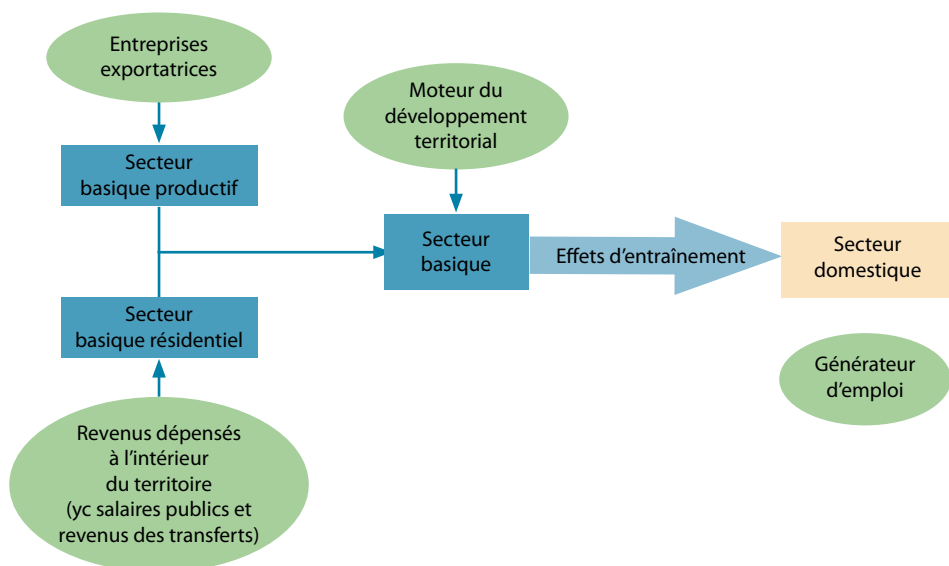 Entreprises
exportatrices
Moteur du
développement
territorial
Secteur
basique productif
Secteur
basique
Effets d'entraînement
Secteur
domestique
Secteur
basique résidentiel
Générateur
d'emploi
Revenus dépensés
à l'intérieur
du territoire
(yc salaires publics et
revenus des transferts)